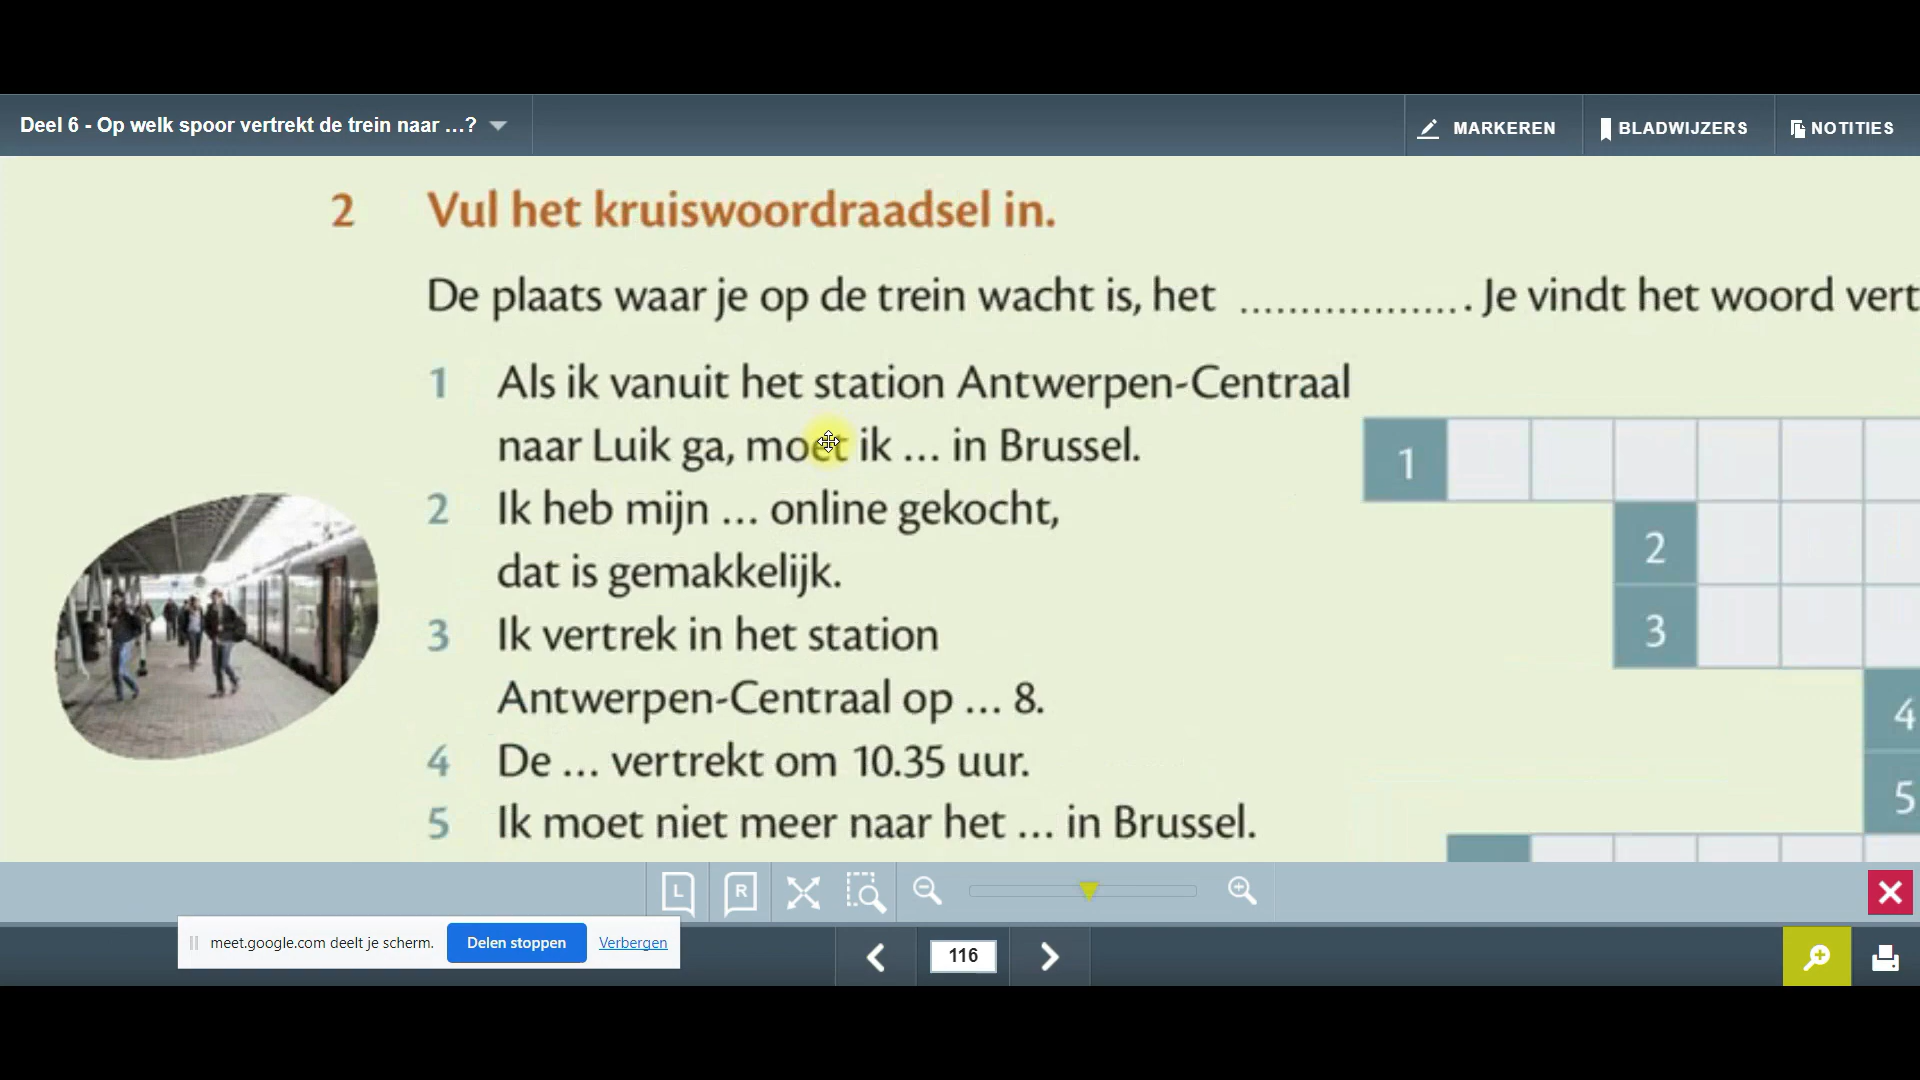 Deel 6 - Op welk spoor vertrekt de trein naar ...?
MARKEREN
BLADWIJZERS
NOTITIES
2 Vul het kruiswoordraadsel in.
De plaats waar je op de trein wacht is, het .................. . Je vindt het woord vert
1 Als ik vanuit het station Antwerpen-Centraal
naar Luik ga, moet ik ... in Brussel.
2 Ik heb mijn ... online gekocht,
dat is gemakkelijk.
3 Ik vertrek in het station
Antwerpen-Centraal op ... 8.
4 De ... vertrekt om 10.35 uur.
5 Ik moet niet meer naar het ... in Brussel.
1
2
3
4
5
L
R
meet.google.com deelt je scherm.
Delen stoppen
Verbergen
116